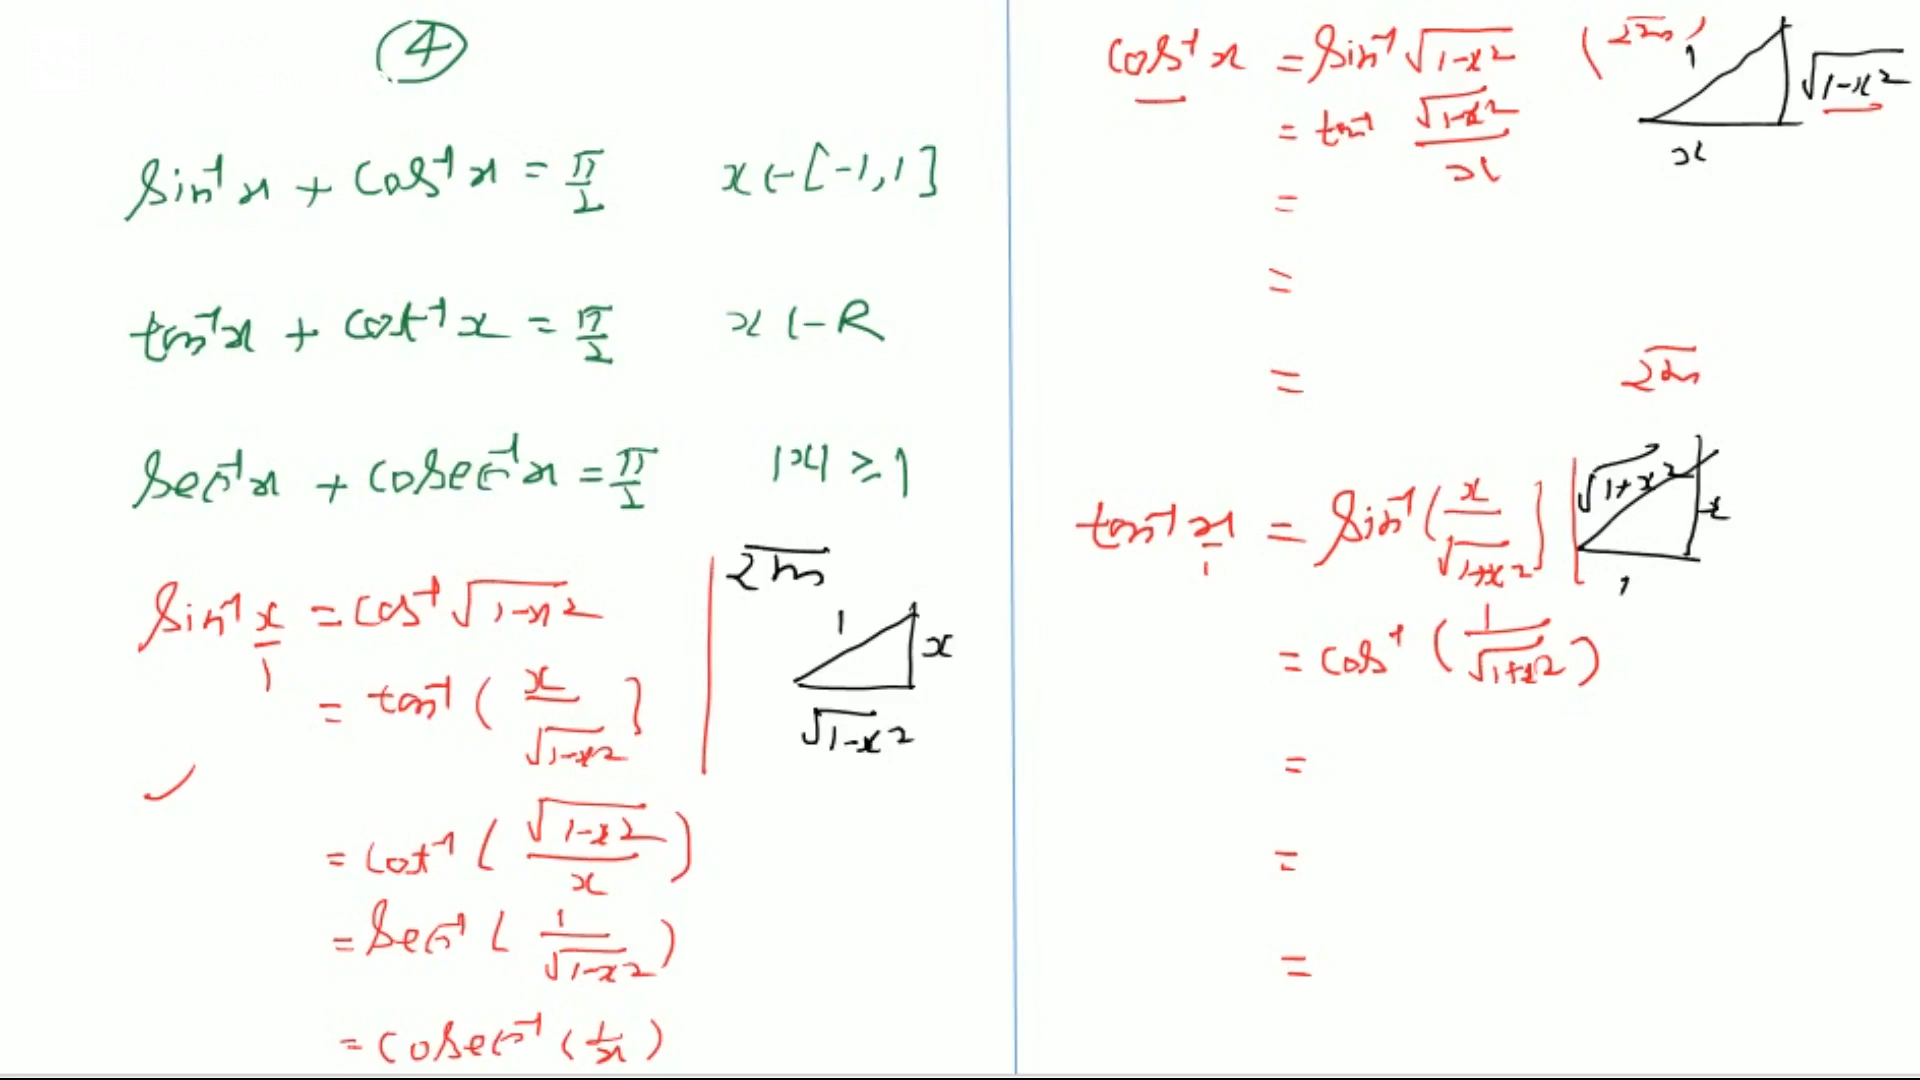 4
sin⁻¹x + cos⁻¹x = π/2 x ∈ [-1,1]
tan⁻¹x + cot⁻¹x = π/2 x ∈ R
sec⁻¹x + cosec⁻¹x = π/2 |x| ≥ 1
sin⁻¹ x/1 = cos⁻¹ √(1-x²)
= tan⁻¹ ( x/√(1-x²) )
= cot⁻¹ ( √(1-x²)/x )
= sec⁻¹ ( 1/√(1-x²) )
= cosec⁻¹ ( 1/x )
1
x
√(1-x²)
cos⁻¹x = sin⁻¹ √(1-x²)
= tan⁻¹ √(1-x²)/x
=
=
=
1
√(1-x²)
x
tan⁻¹ x/1 = sin⁻¹ ( x/√(1+x²) )
= cos⁻¹ ( 1/√(1+x²) )
=
=
=
√(1+x²)
x
1